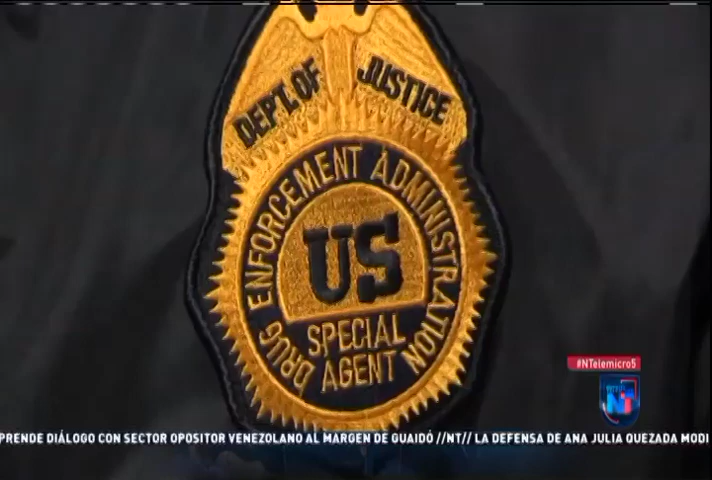 DEPT. OF JUSTICE
DRUG ENFORCEMENT ADMINISTRATION
US
SPECIAL
AGENT
#NTelemicro5
NT
PRENDE DIÁLOGO CON SECTOR OPOSITOR VENEZOLANO AL MARGEN DE GUAIDÓ //NT// LA DEFENSA DE ANA JULIA QUEZADA MODI